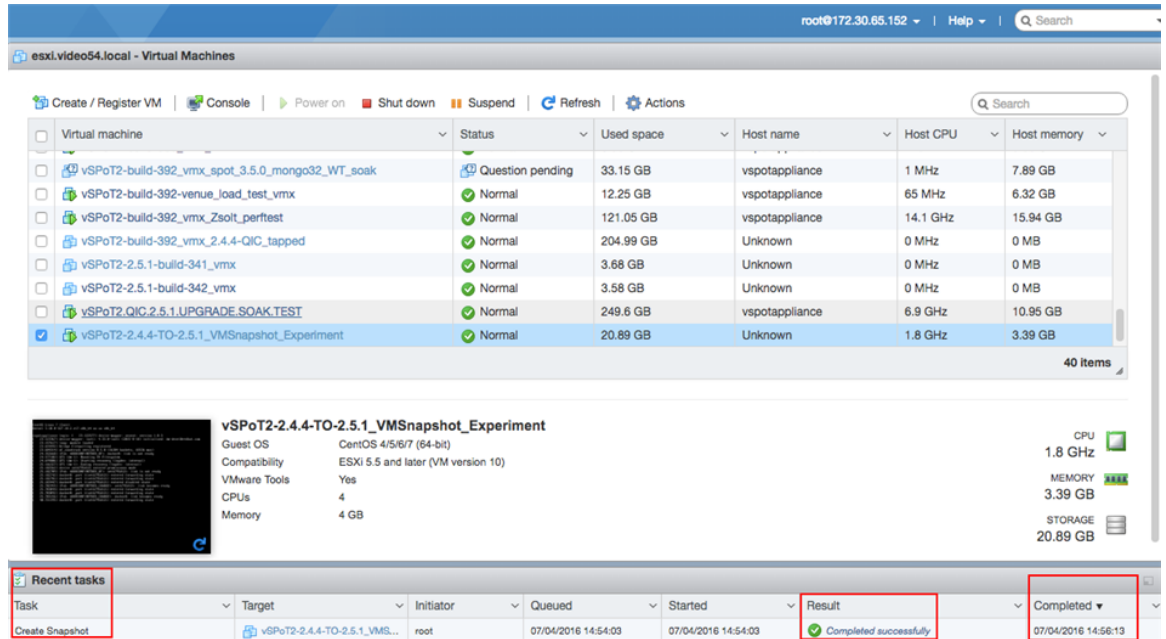 root@172.30.65.152 | Help | Search
esxi.video54.local - Virtual Machines
Create / Register VM | Console | Power on Shut down Suspend | Refresh | Actions Search
Virtual machine Status Used space Host name Host CPU Host memory
vSPoT2-build-392_vmx_spot_3.5.0_mongo32_WT_soak Question pending 33.15 GB vspotappliance 1 MHz 7.89 GB
vSPoT2-build-392-venue_load_test_vmx Normal 12.25 GB vspotappliance 65 MHz 6.32 GB
vSPoT2-build-392_vmx_Zsolt_perftest Normal 121.05 GB vspotappliance 14.1 GHz 15.94 GB
vSPoT2-build-392_vmx_2.4.4-QIC_tapped Normal 204.99 GB Unknown 0 MHz 0 MB
vSPoT2-2.5.1-build-341_vmx Normal 3.68 GB Unknown 0 MHz 0 MB
vSPoT2-2.5.1-build-342_vmx Normal 3.58 GB Unknown 0 MHz 0 MB
vSPoT2.QIC.2.5.1.UPGRADE.SOAK.TEST Normal 249.6 GB vspotappliance 6.9 GHz 10.95 GB
vSPoT2-2.4.4-TO-2.5.1_VMSnapshot_Experiment Normal 20.89 GB Unknown 1.8 GHz 3.39 GB
40 items
vSPoT2-2.4.4-TO-2.5.1_VMSnapshot_Experiment
Guest OS CentOS 4/5/6/7 (64-bit)
Compatibility ESXi 5.5 and later (VM version 10)
VMware Tools Yes
CPUs 4
Memory 4 GB
CPU
1.8 GHz
MEMORY
3.39 GB
STORAGE
20.89 GB
Recent tasks
Task Target Initiator Queued Started Result Completed ▼
Create Snapshot vSPoT2-2.4.4-TO-2.5.1_VMS... root 07/04/2016 14:54:03 07/04/2016 14:54:03 Completed successfully 07/04/2016 14:56:13